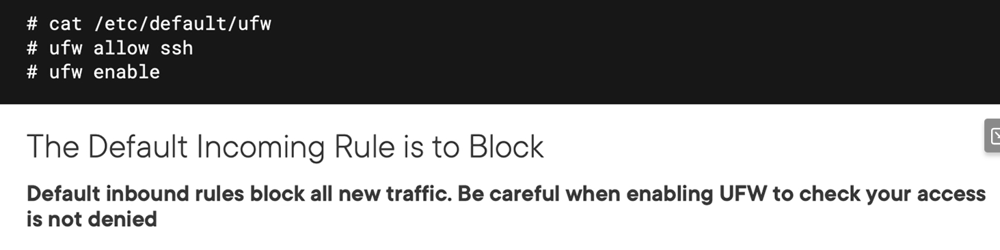 # cat /etc/default/ufw
# ufw allow ssh
# ufw enable
The Default Incoming Rule is to Block
Default inbound rules block all new traffic. Be careful when enabling UFW to check your access
is not denied